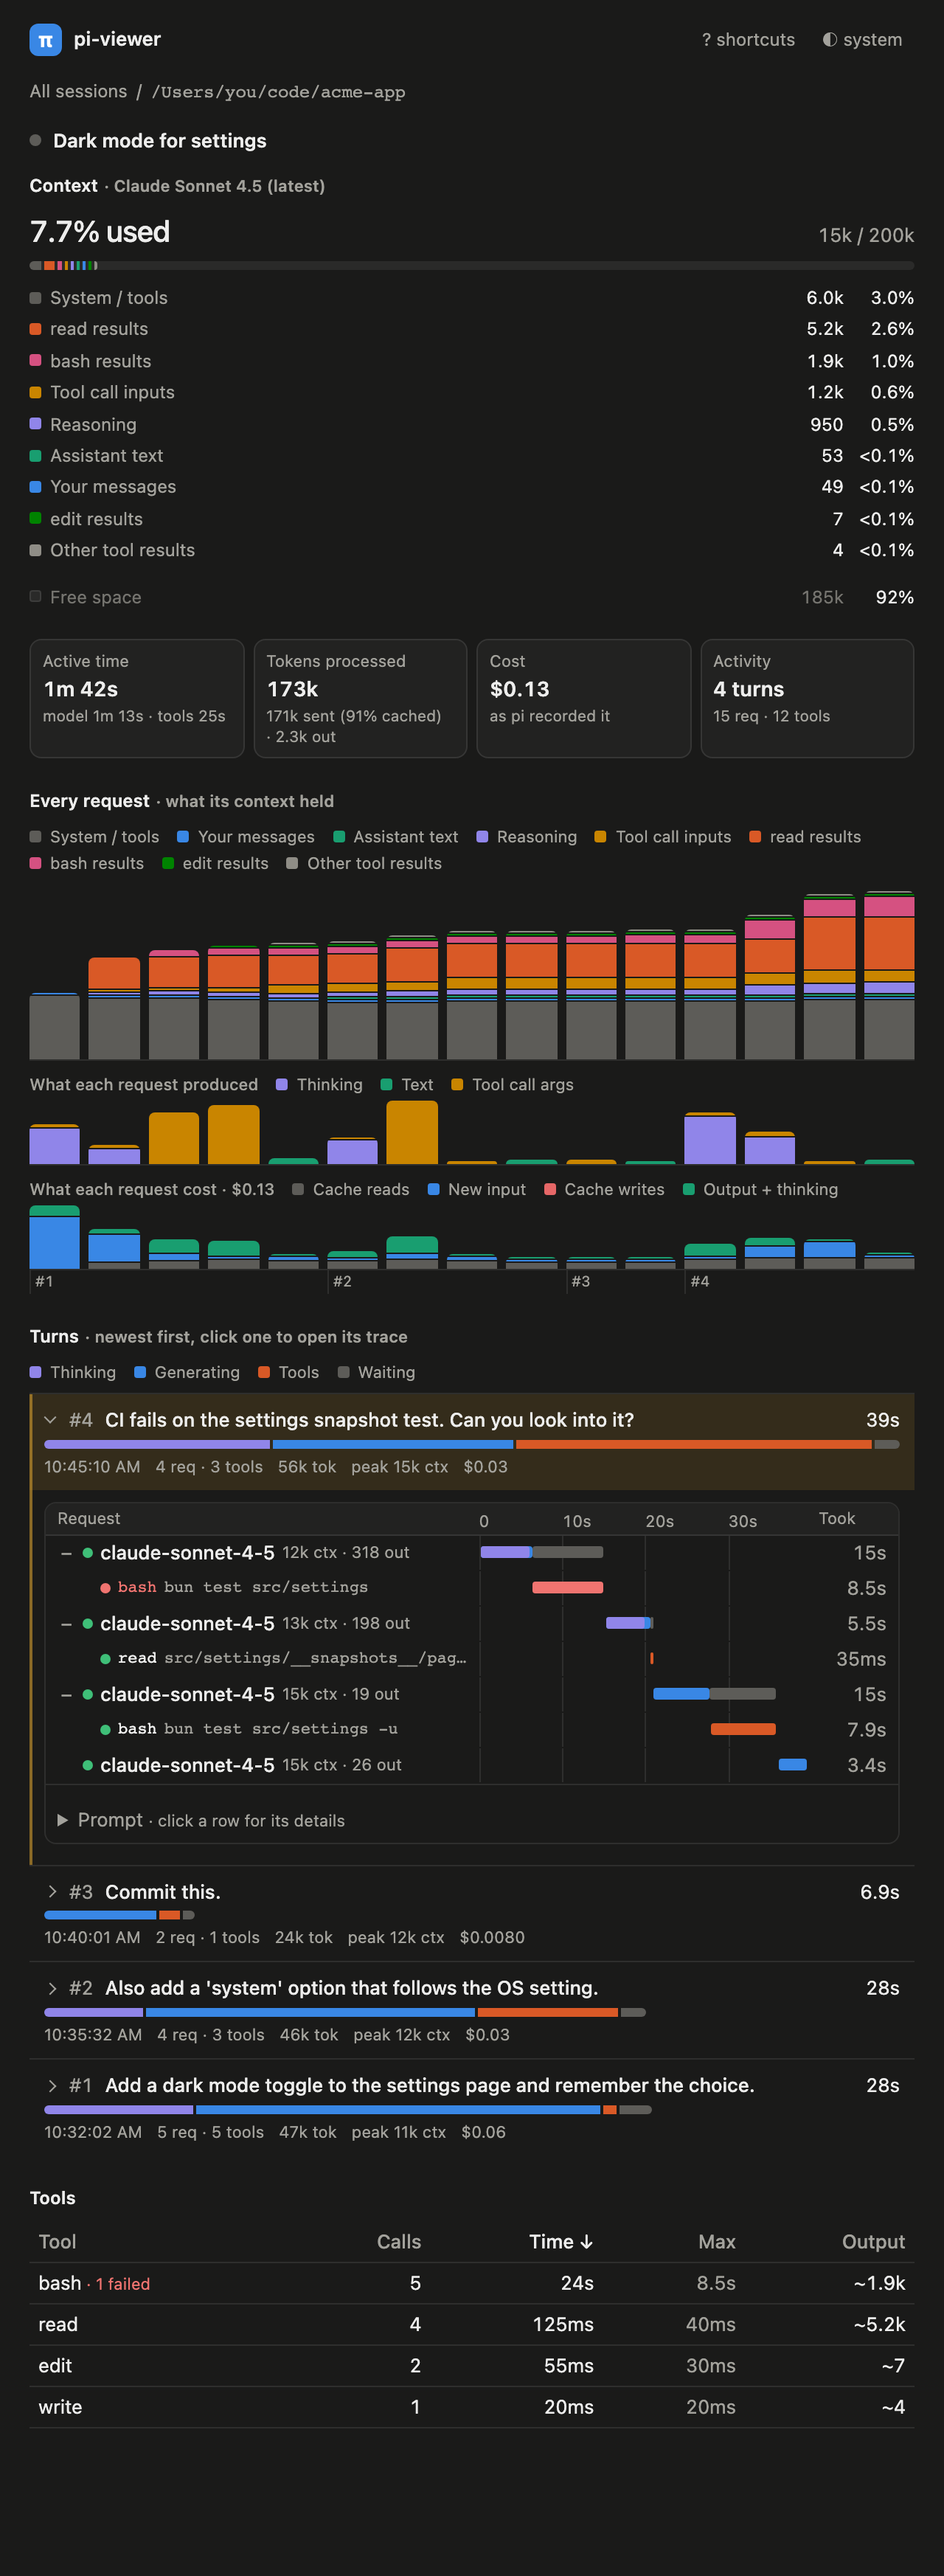 π pi-viewer ? shortcuts ◐ system
All sessions / /Users/you/code/acme-app
Dark mode for settings
Context · Claude Sonnet 4.5 (latest)
7.7% used 15k / 200k
System / tools 6.0k 3.0%
read results 5.2k 2.6%
bash results 1.9k 1.0%
Tool call inputs 1.2k 0.6%
Reasoning 950 0.5%
Assistant text 53 <0.1%
Your messages 49 <0.1%
edit results 7 <0.1%
Other tool results 4 <0.1%
Free space 185k 92%
Active time
1m 42s
model 1m 13s · tools 25s
Tokens processed
173k
171k sent (91% cached)
· 2.3k out
Cost
$0.13
as pi recorded it
Activity
4 turns
15 req · 12 tools
Every request · what its context held
System / tools Your messages Assistant text Reasoning Tool call inputs read results
bash results edit results Other tool results
What each request produced Thinking Text Tool call args
What each request cost · $0.13 Cache reads New input Cache writes Output + thinking
#1 #2 #3 #4
Turns · newest first, click one to open its trace
Thinking Generating Tools Waiting
#4 CI fails on the settings snapshot test. Can you look into it? 39s
10:45:10 AM 4 req · 3 tools 56k tok peak 15k ctx $0.03
Request 0 10s 20s 30s Took
– claude-sonnet-4-5 12k ctx · 318 out 15s
bash bun test src/settings 8.5s
– claude-sonnet-4-5 13k ctx · 198 out 5.5s
read src/settings/__snapshots__/pag… 35ms
– claude-sonnet-4-5 15k ctx · 19 out 15s
bash bun test src/settings -u 7.9s
claude-sonnet-4-5 15k ctx · 26 out 3.4s
▶ Prompt · click a row for its details
#3 Commit this. 6.9s
10:40:01 AM 2 req · 1 tools 24k tok peak 12k ctx $0.0080
#2 Also add a 'system' option that follows the OS setting. 28s
10:35:32 AM 4 req · 3 tools 46k tok peak 12k ctx $0.03
#1 Add a dark mode toggle to the settings page and remember the choice. 28s
10:32:02 AM 5 req · 5 tools 47k tok peak 11k ctx $0.06
Tools
Tool Calls Time ↓ Max Output
bash · 1 failed 5 24s 8.5s ~1.9k
read 4 125ms 40ms ~5.2k
edit 2 55ms 30ms ~7
write 1 20ms 20ms ~4